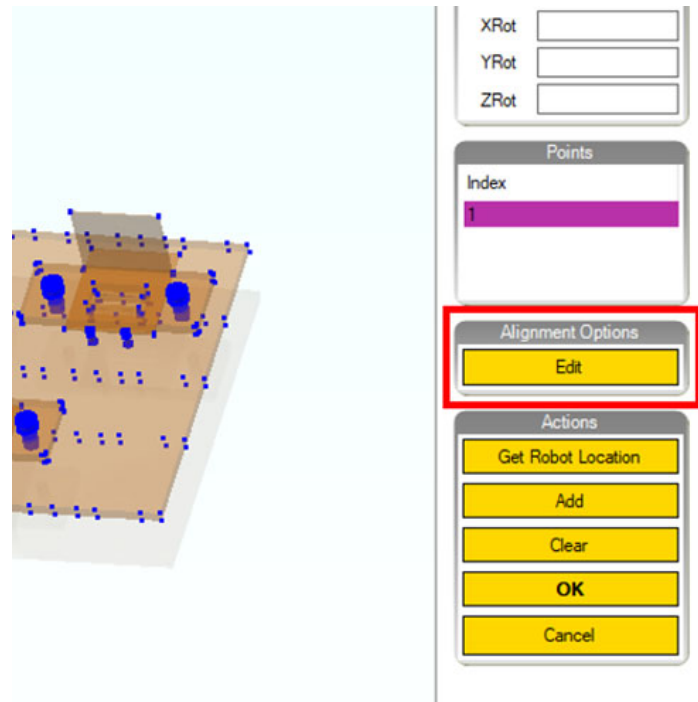 XRot
YRot
ZRot
Points
Index
1
Alignment Options
Edit
Actions
Get Robot Location
Add
Clear
OK
Cancel